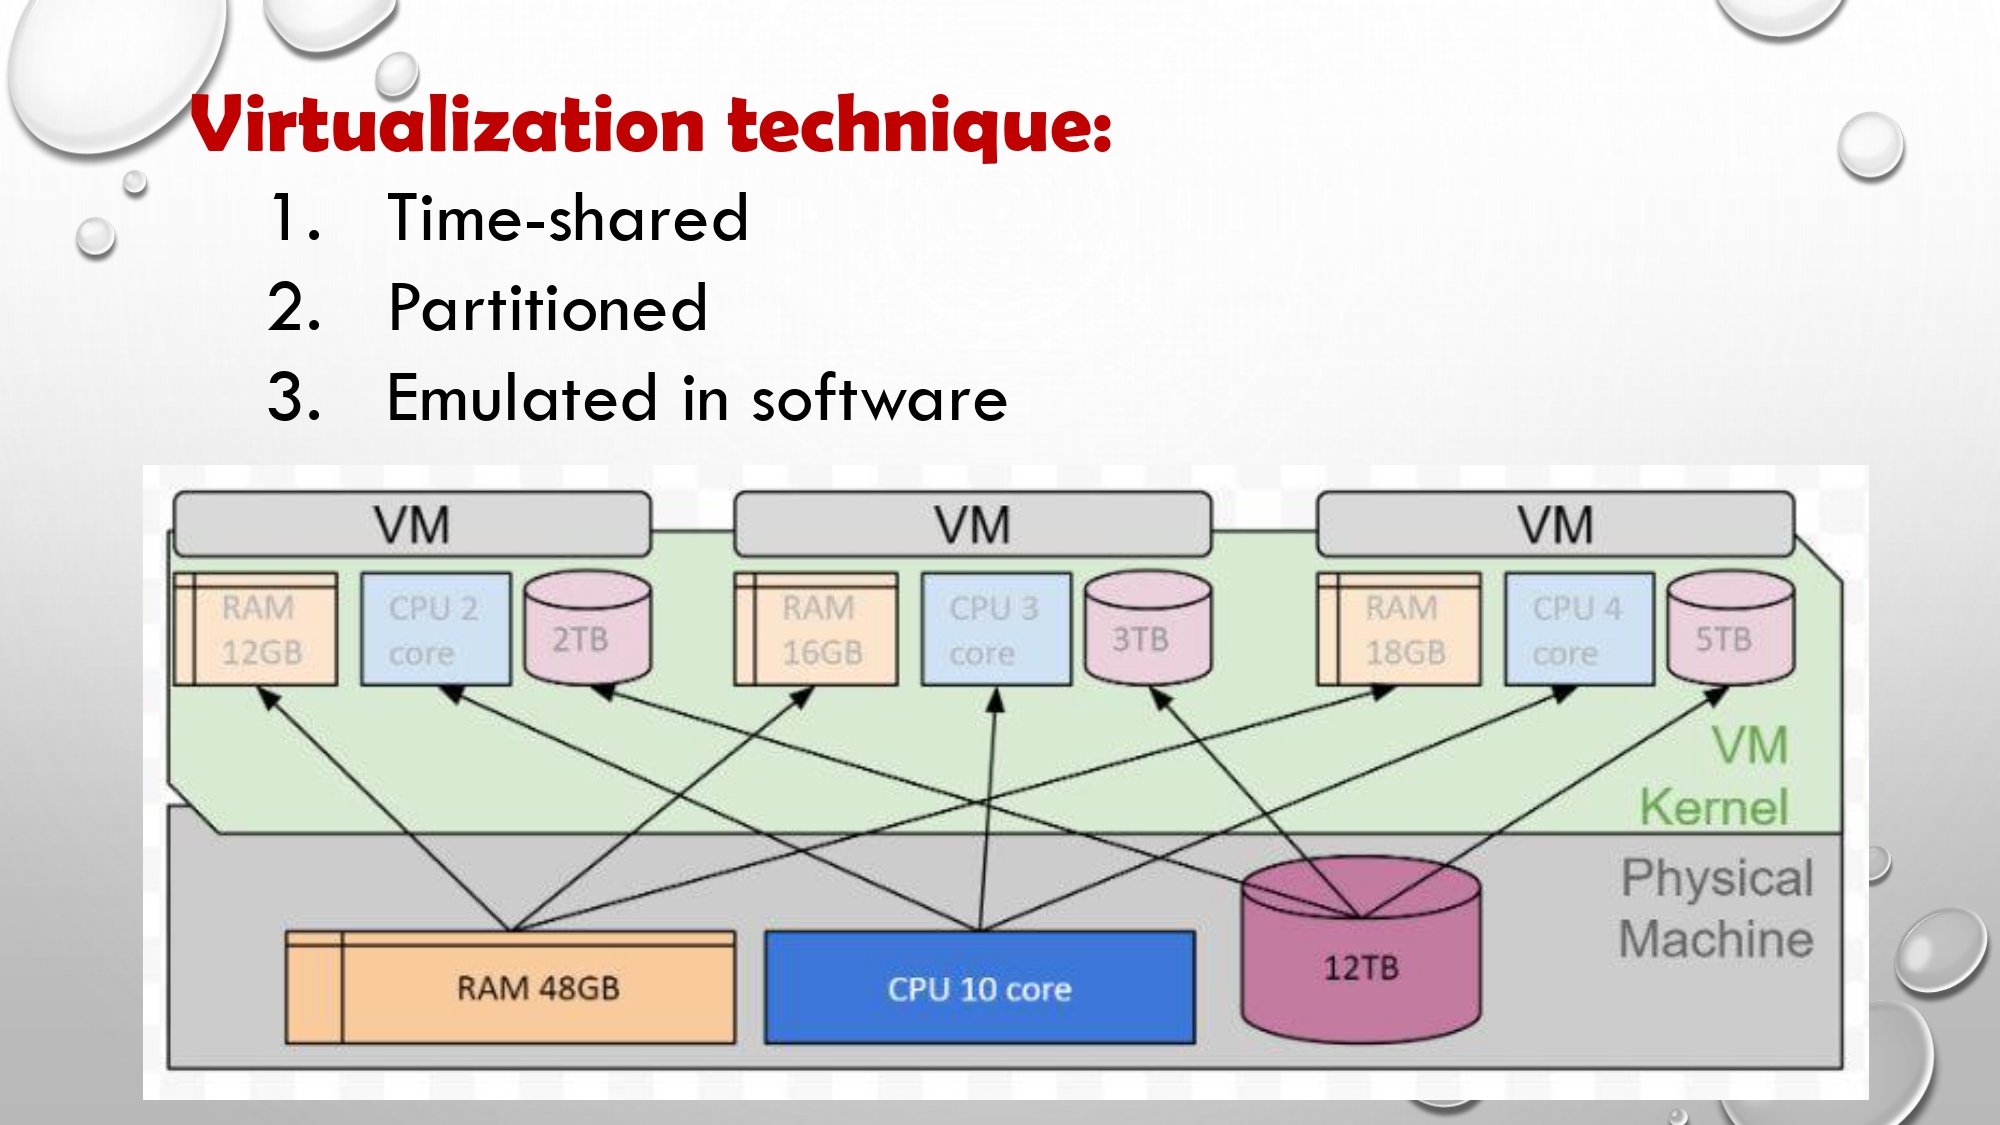 Virtualization technique:
1. Time-shared
2. Partitioned
3. Emulated in software
VM
VM
VM
RAM
12GB
CPU 2
core
2TB
RAM
16GB
CPU 3
core
3TB
RAM
18GB
CPU 4
core
5TB
VM
Kernel
Physical
Machine
RAM 48GB
CPU 10 core
12TB